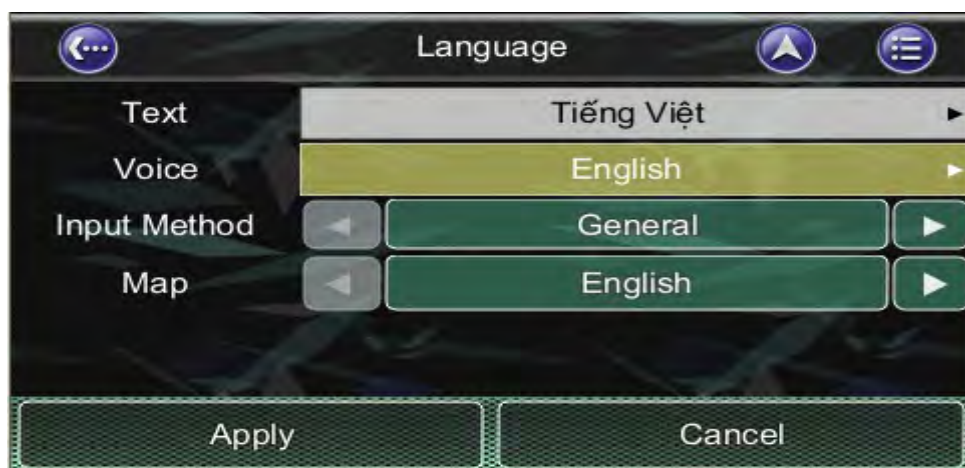 Language
Text Tiếng Việt
Voice English
Input Method General
Map English
Apply Cancel